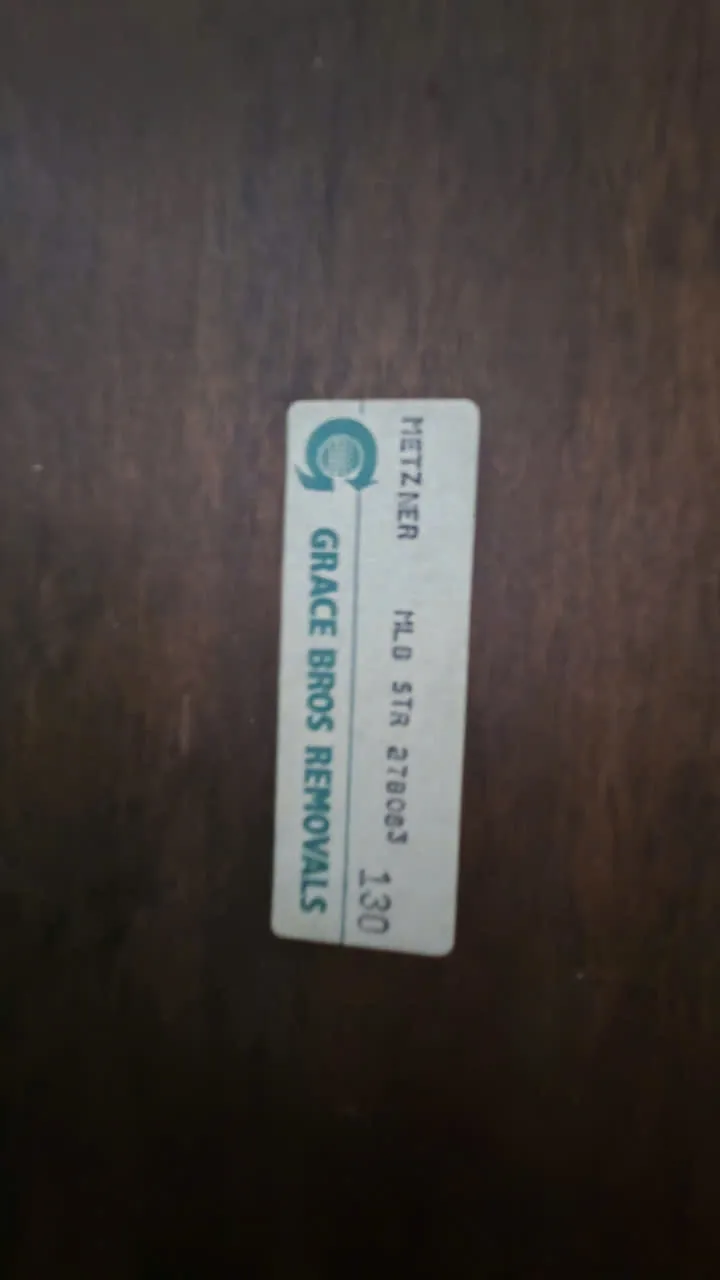 METZNER MLD STR 278083
130
GRACE BROS REMOVALS